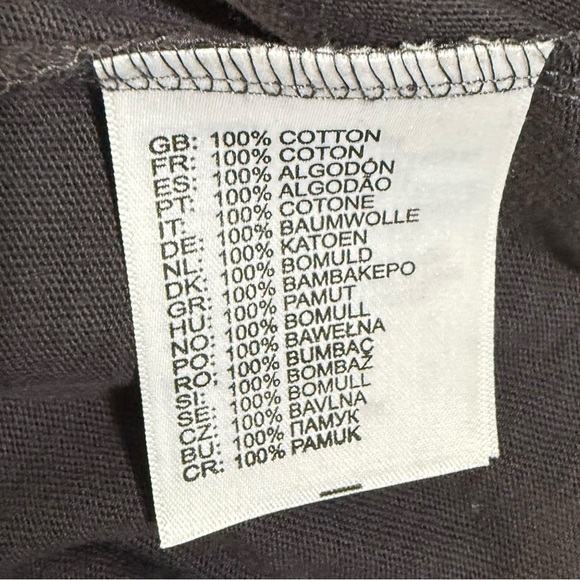 GB: 100% COTTON
FR: 100% COTON
ES: 100% ALGODÓN
PT: 100% ALGODÃO
IT: 100% COTONE
DE: 100% BAUMWOLLE
NL: 100% KATOEN
DK: 100% BOMULD
GR: 100% BAMBAKEPO
HU: 100% PAMUT
NO: 100% BOMULL
PO: 100% BAWEŁNA
RO: 100% BUMBAC
SI: 100% BOMBAŽ
SE: 100% BOMULL
CZ: 100% BAVLNA
BU: 100% ПАМУК
CR: 100% PAMUK